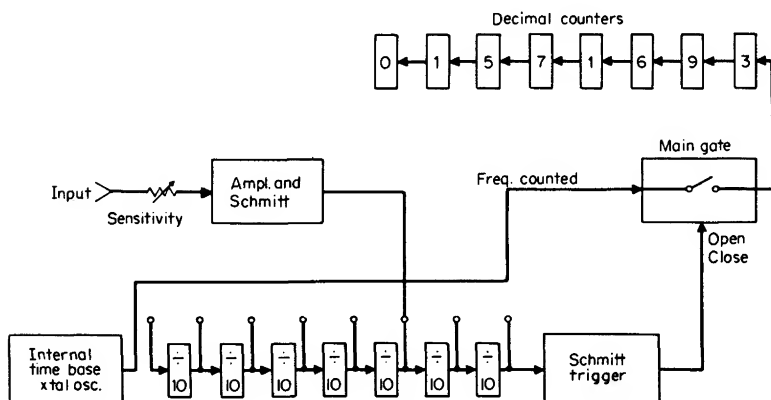 Decimal counters
0 1 5 7 1 6 9 3
Main gate
Input
Sensitivity
Ampl. and
Schmitt
Freq. counted
Open
Close
Internal
time base
xtal osc.
÷ ÷ ÷ ÷ ÷ ÷ ÷
10 10 10 10 10 10 10
Schmitt
trigger